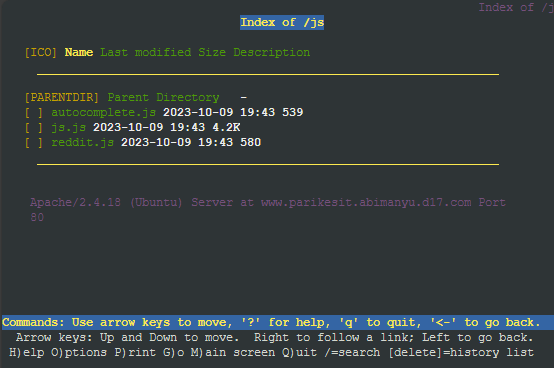 Index of /j
Index of /js
[ICO] Name Last modified Size Description
[PARENTDIR] Parent Directory   -
[ ] autocomplete.js 2023-10-09 19:43 539
[ ] js.js 2023-10-09 19:43 4.2K
[ ] reddit.js 2023-10-09 19:43 580
Apache/2.4.18 (Ubuntu) Server at www.parikesit.abimanyu.d17.com Port
80
Commands: Use arrow keys to move, '?' for help, 'q' to quit, '<-' to go back.
Arrow keys: Up and Down to move.  Right to follow a link; Left to go back.
H)elp O)ptions P)rint G)o M)ain screen Q)uit /=search [delete]=history list